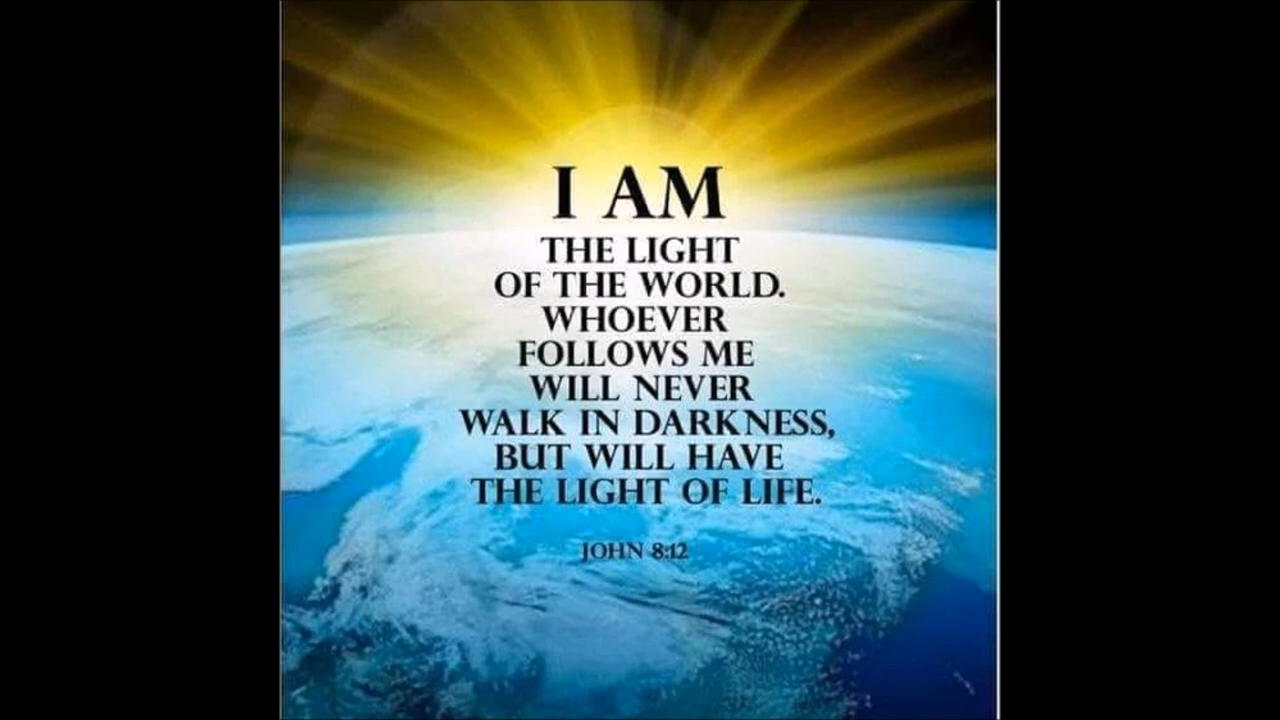 I AM
THE LIGHT
OF THE WORLD.
WHOEVER
FOLLOWS ME
WILL NEVER
WALK IN DARKNESS,
BUT WILL HAVE
THE LIGHT OF LIFE.
JOHN 8:12